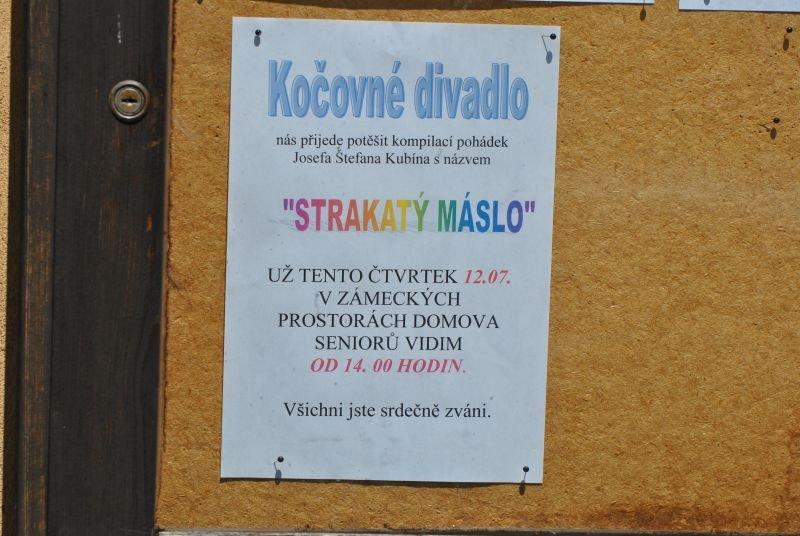 Kočovné divadlo
nás přijede potěšit kompilací pohádek
Josefa Štefana Kubína s názvem
"STRAKATÝ MÁSLO"
UŽ TENTO ČTVRTEK 12.07.
V ZÁMECKÝCH
PROSTORÁCH DOMOVA
SENIORŮ VIDIM
OD 14. 00 HODIN.
Všichni jste srdečně zváni.